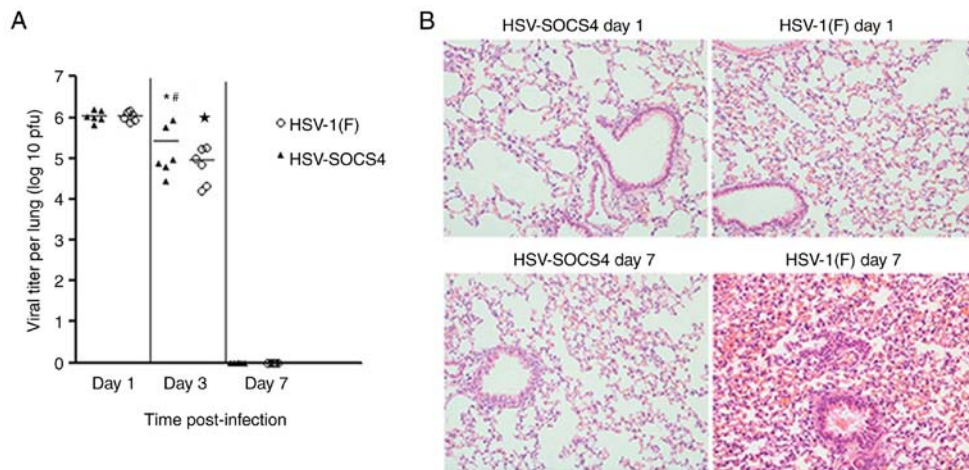 A
Viral titer per lung (log 10 pfu)
7
6
5
4
3
2
1
0
* #
★
HSV-1(F)
HSV-SOCS4
Day 1 Day 3 Day 7
Time post-infection
B
HSV-SOCS4 day 1 HSV-1(F) day 1
HSV-SOCS4 day 7 HSV-1(F) day 7